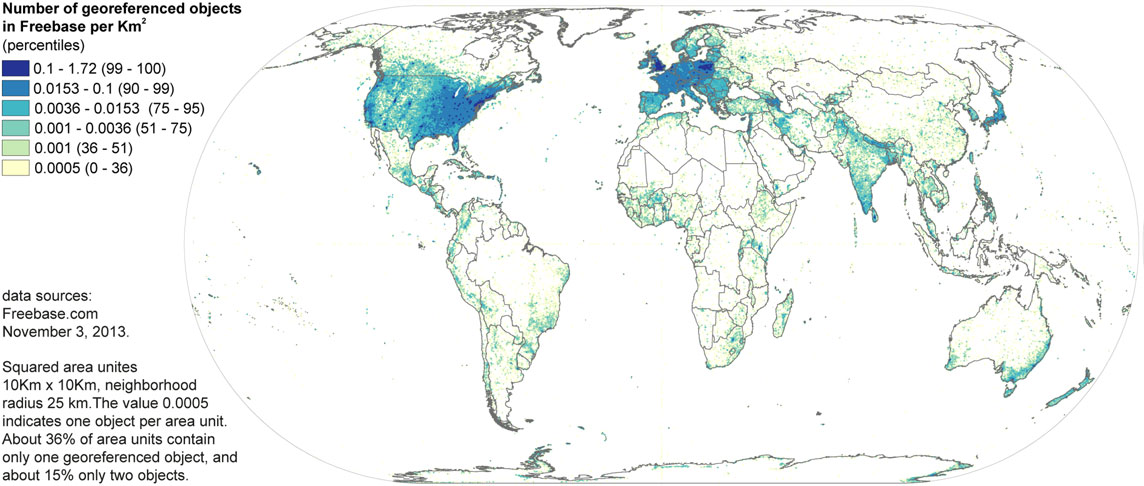 Number of georeferenced objects
in Freebase per Km²
(percentiles)
0.1 - 1.72 (99 - 100)
0.0153 - 0.1 (90 - 99)
0.0036 - 0.0153 (75 - 95)
0.001 - 0.0036 (51 - 75)
0.001 (36 - 51)
0.0005 (0 - 36)
data sources:
Freebase.com
November 3, 2013.
Squared area unites
10Km x 10Km, neighborhood
radius 25 km.The value 0.0005
indicates one object per area unit.
About 36% of area units contain
only one georeferenced object, and
about 15% only two objects.